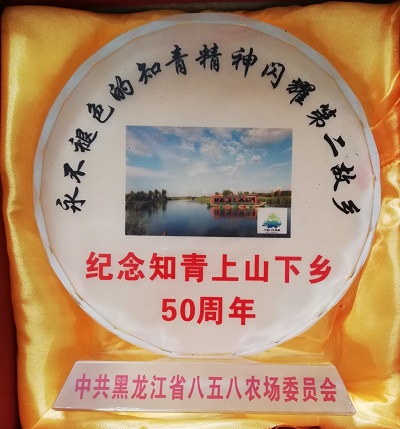 永不褪色的知青精神闪耀第二故乡
纪念知青上山下乡
50周年
中共黑龙江省八五八农场委员会